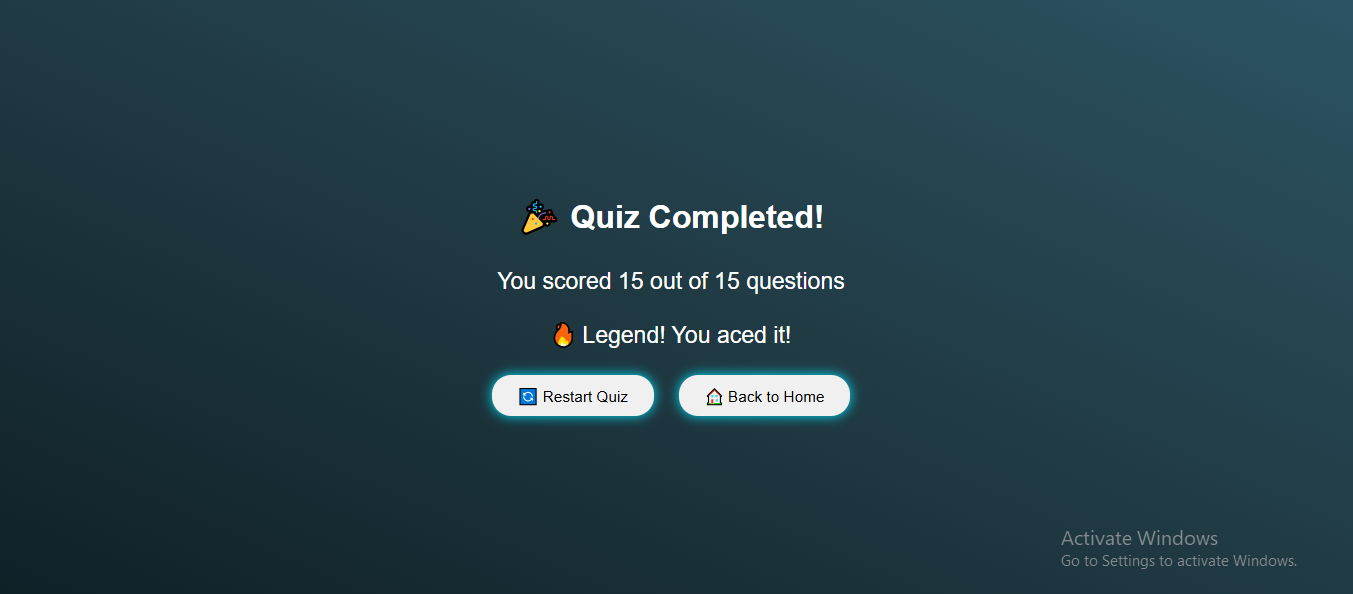 🎉 Quiz Completed!
You scored 15 out of 15 questions
🔥 Legend! You aced it!
🔄 Restart Quiz
🏠 Back to Home
Activate Windows
Go to Settings to activate Windows.